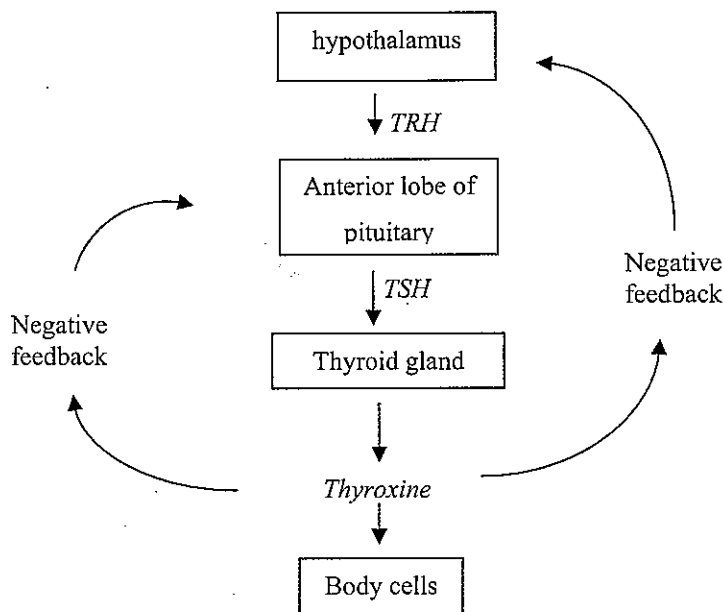 hypothalamus
TRH
Anterior lobe of
pituitary
TSH
Negative
feedback
Negative
feedback
Thyroid gland
Thyroxine
Body cells